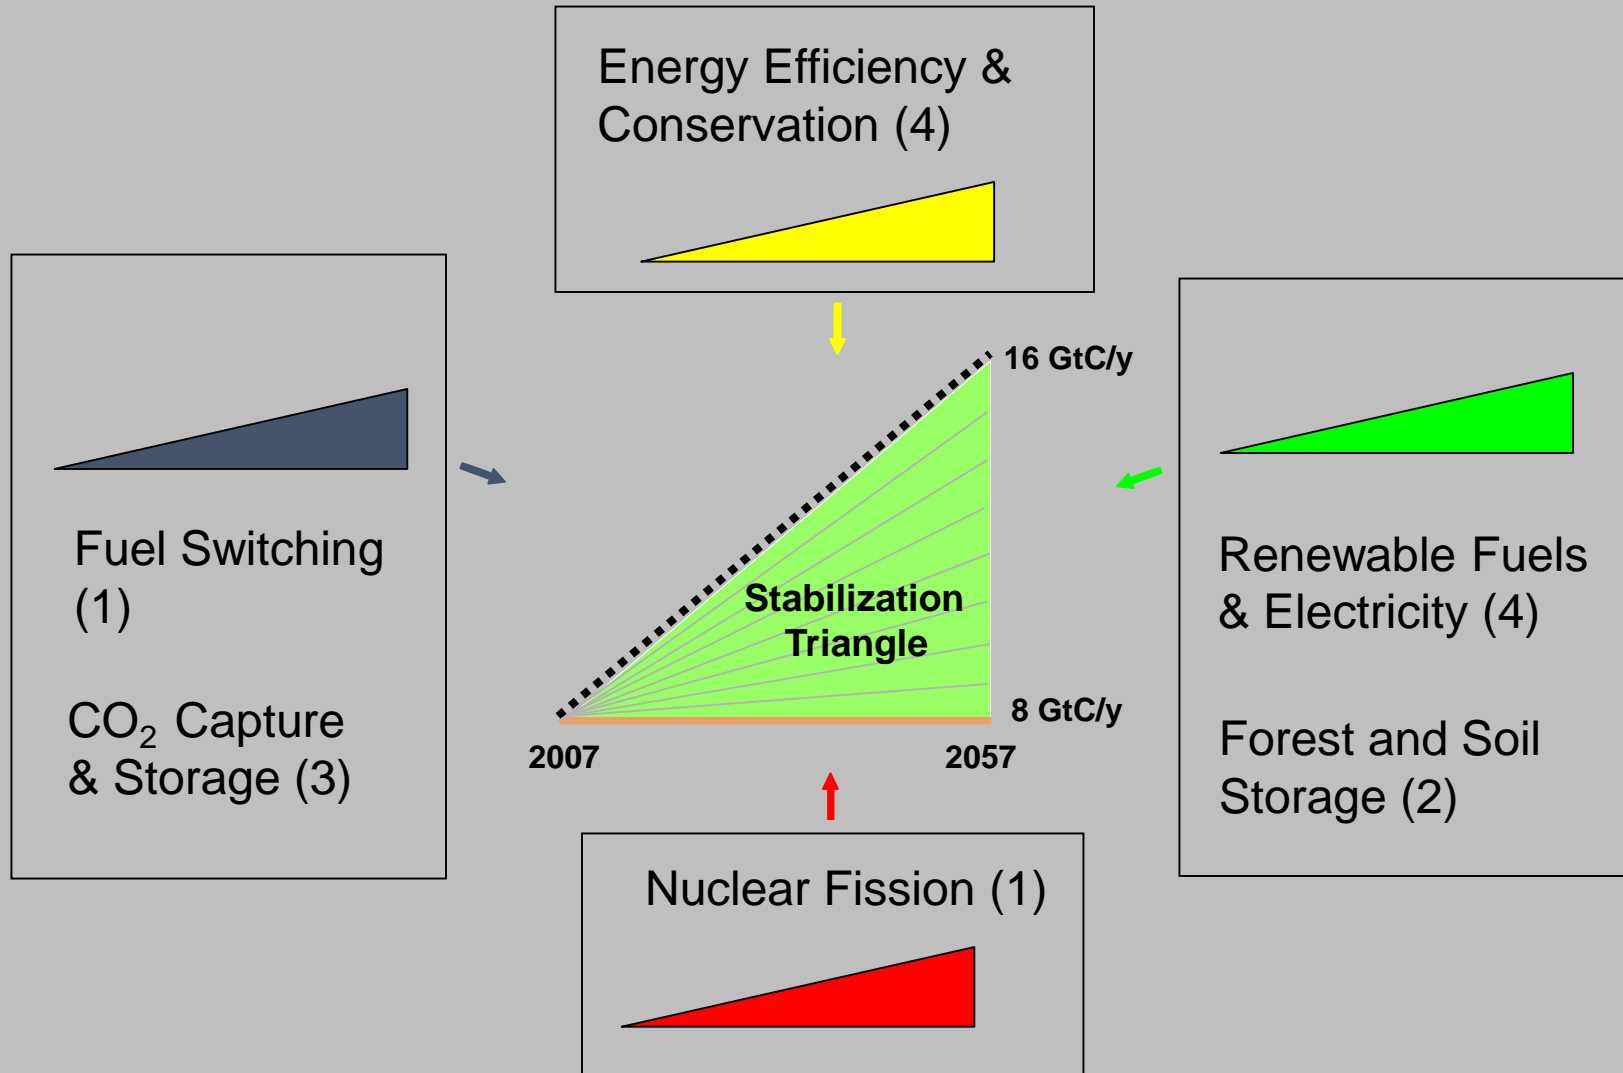 Energy Efficiency &
Conservation (4)
Fuel Switching
(1)
CO₂ Capture
& Storage (3)
16 GtC/y
Stabilization
Triangle
8 GtC/y
2007
2057
Renewable Fuels
& Electricity (4)
Forest and Soil
Storage (2)
Nuclear Fission (1)